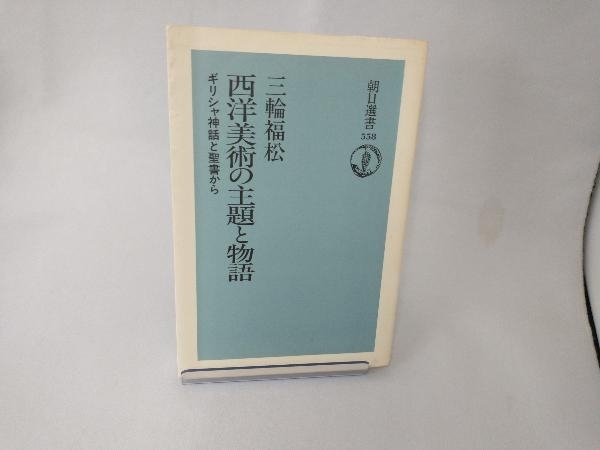 朝日選書
558
三輪福松
西洋美術の主題と物語
ギリシャ神話と聖書から